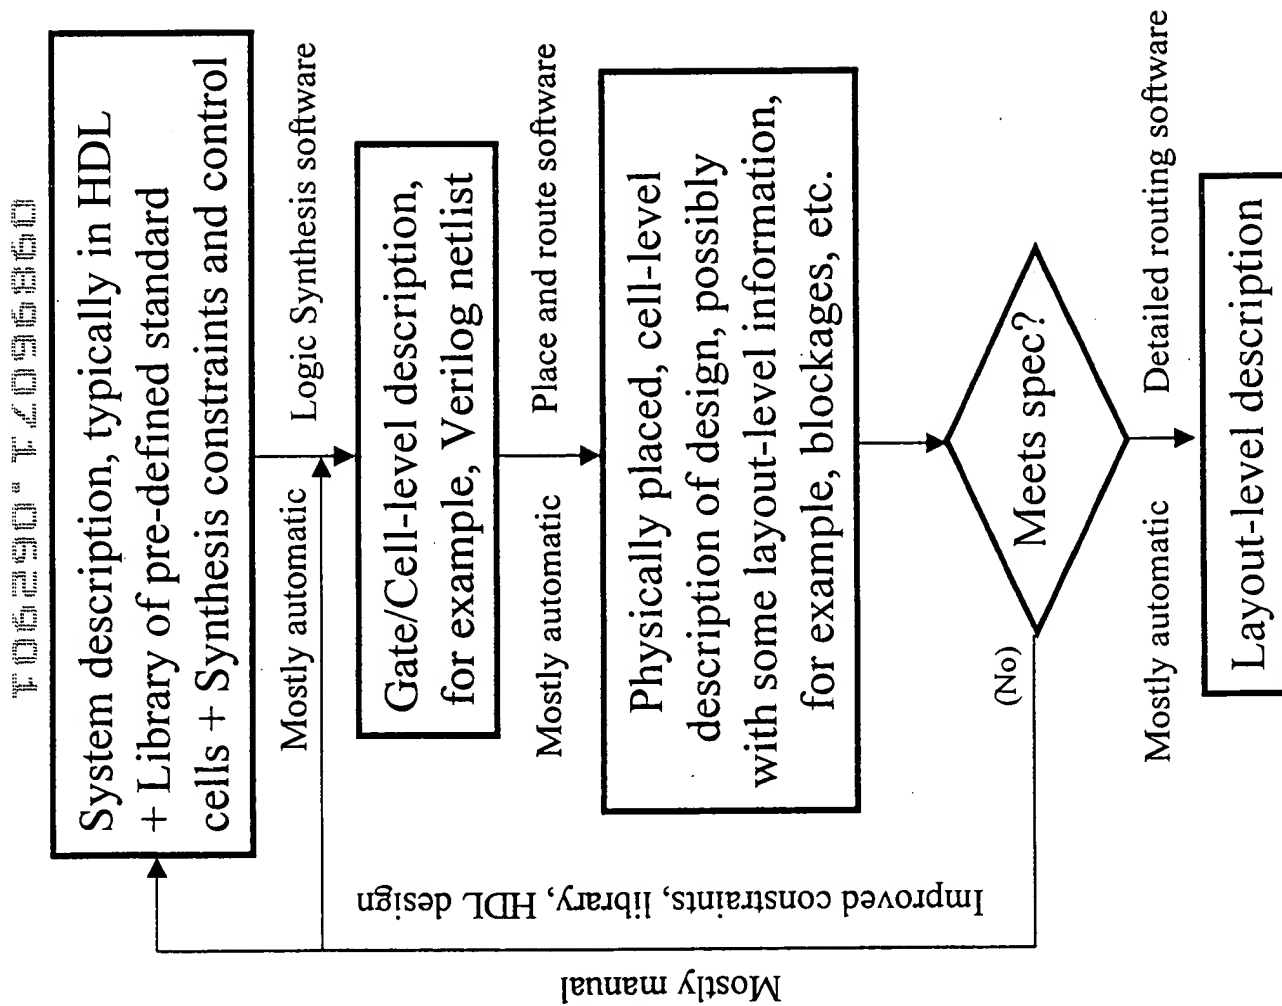 09896071.062901
System description, typically in HDL
+ Library of pre-defined standard
cells + Synthesis constraints and control
Mostly automatic
Logic Synthesis software
Gate/Cell-level description,
for example, Verilog netlist
Mostly automatic
Place and route software
Physically placed, cell-level
description of design, possibly
with some layout-level information,
for example, blockages, etc.
Meets spec?
(No)
Improved constraints, library, HDL design
Mostly manual
Mostly automatic
Detailed routing software
Layout-level description